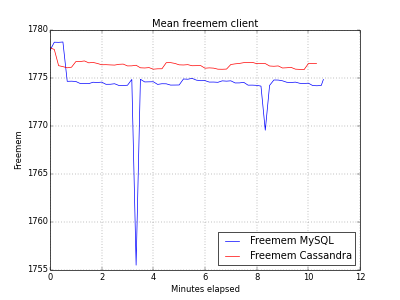 Mean freemem client
1780
1775
1770
1765
1760
1755
Freemem
0
2
4
6
8
10
12
Minutes elapsed
Freemem MySQL
Freemem Cassandra